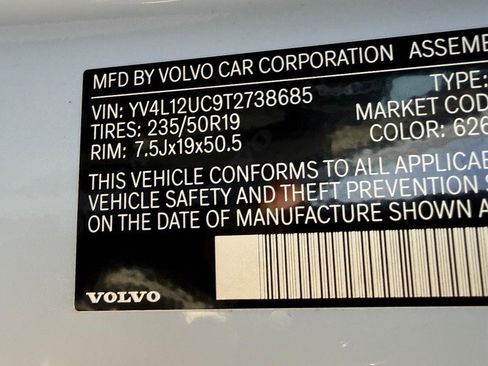 MFD BY VOLVO CAR CORPORATION ASSEMB
VIN: YV4L12UC9T2738685 TYPE:
TIRES: 235/50R19 MARKET COD
RIM: 7.5Jx19x50.5 COLOR: 626
THIS VEHICLE CONFORMS TO ALL APPLICAB
VEHICLE SAFETY AND THEFT PREVENTION S
ON THE DATE OF MANUFACTURE SHOWN A
VOLVO